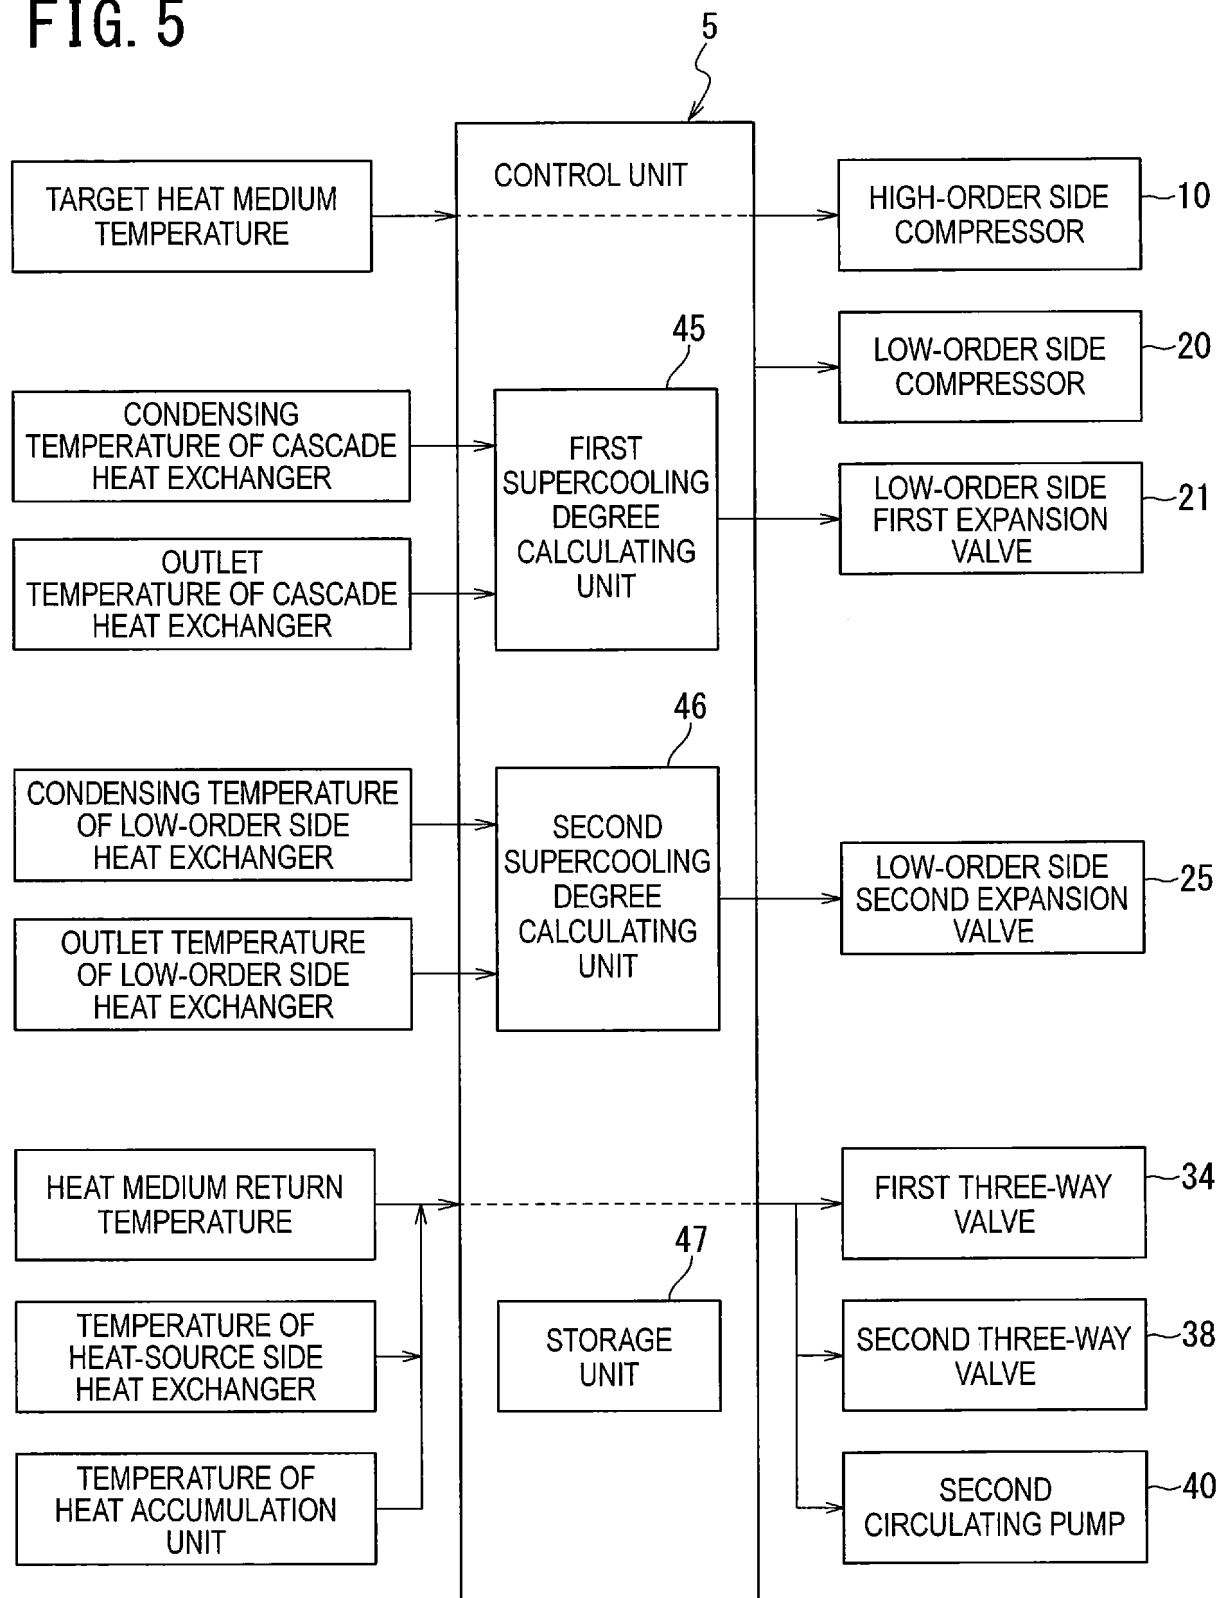 FIG. 5
5
CONTROL UNIT
TARGET HEAT MEDIUM
TEMPERATURE
HIGH-ORDER SIDE
COMPRESSOR
10
LOW-ORDER SIDE
COMPRESSOR
20
45
CONDENSING
TEMPERATURE OF CASCADE
HEAT EXCHANGER
OUTLET
TEMPERATURE OF CASCADE
HEAT EXCHANGER
FIRST
SUPERCOOLING
DEGREE
CALCULATING
UNIT
LOW-ORDER SIDE
FIRST EXPANSION
VALVE
21
46
CONDENSING TEMPERATURE
OF LOW-ORDER SIDE
HEAT EXCHANGER
OUTLET TEMPERATURE
OF LOW-ORDER SIDE
HEAT EXCHANGER
SECOND
SUPERCOOLING
DEGREE
CALCULATING
UNIT
LOW-ORDER SIDE
SECOND EXPANSION
VALVE
25
HEAT MEDIUM RETURN
TEMPERATURE
FIRST THREE-WAY
VALVE
34
47
TEMPERATURE OF
HEAT-SOURCE SIDE
HEAT EXCHANGER
STORAGE
UNIT
SECOND THREE-WAY
VALVE
38
TEMPERATURE OF
HEAT ACCUMULATION
UNIT
SECOND
CIRCULATING PUMP
40